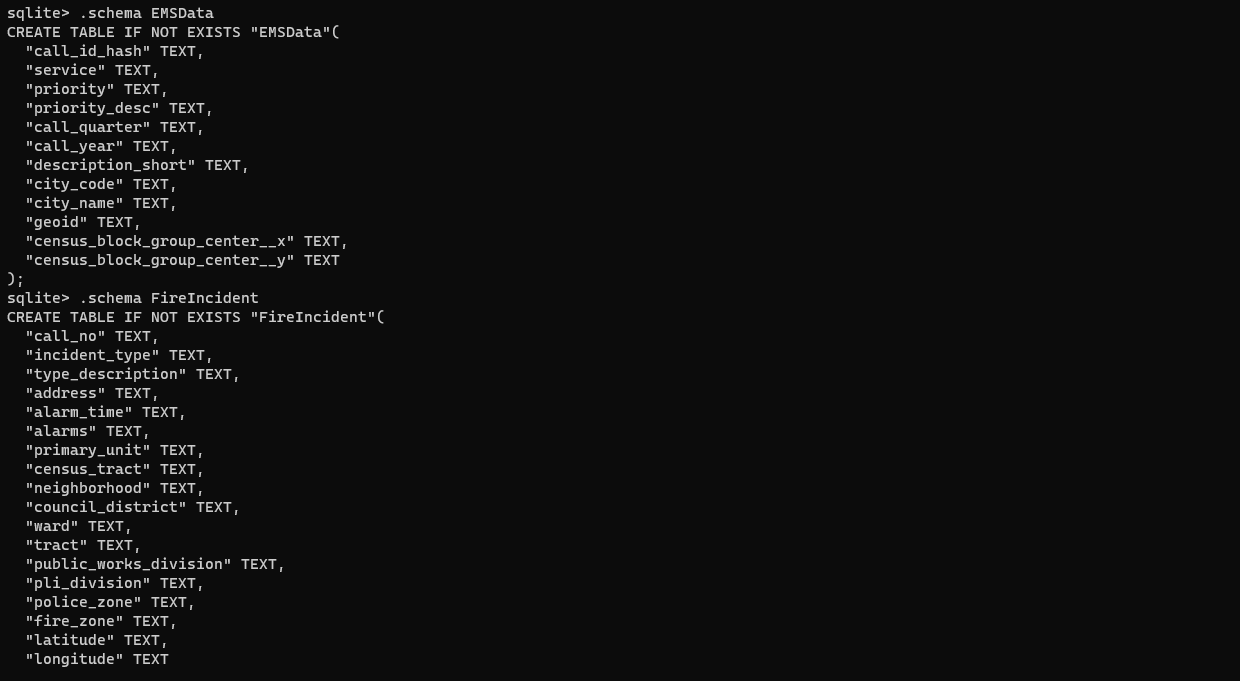 sqlite> .schema EMSData
CREATE TABLE IF NOT EXISTS "EMSData"(
  "call_id_hash" TEXT,
  "service" TEXT,
  "priority" TEXT,
  "priority_desc" TEXT,
  "call_quarter" TEXT,
  "call_year" TEXT,
  "description_short" TEXT,
  "city_code" TEXT,
  "city_name" TEXT,
  "geoid" TEXT,
  "census_block_group_center__x" TEXT,
  "census_block_group_center__y" TEXT
);
sqlite> .schema FireIncident
CREATE TABLE IF NOT EXISTS "FireIncident"(
  "call_no" TEXT,
  "incident_type" TEXT,
  "type_description" TEXT,
  "address" TEXT,
  "alarm_time" TEXT,
  "alarms" TEXT,
  "primary_unit" TEXT,
  "census_tract" TEXT,
  "neighborhood" TEXT,
  "council_district" TEXT,
  "ward" TEXT,
  "tract" TEXT,
  "public_works_division" TEXT,
  "pli_division" TEXT,
  "police_zone" TEXT,
  "fire_zone" TEXT,
  "latitude" TEXT,
  "longitude" TEXT